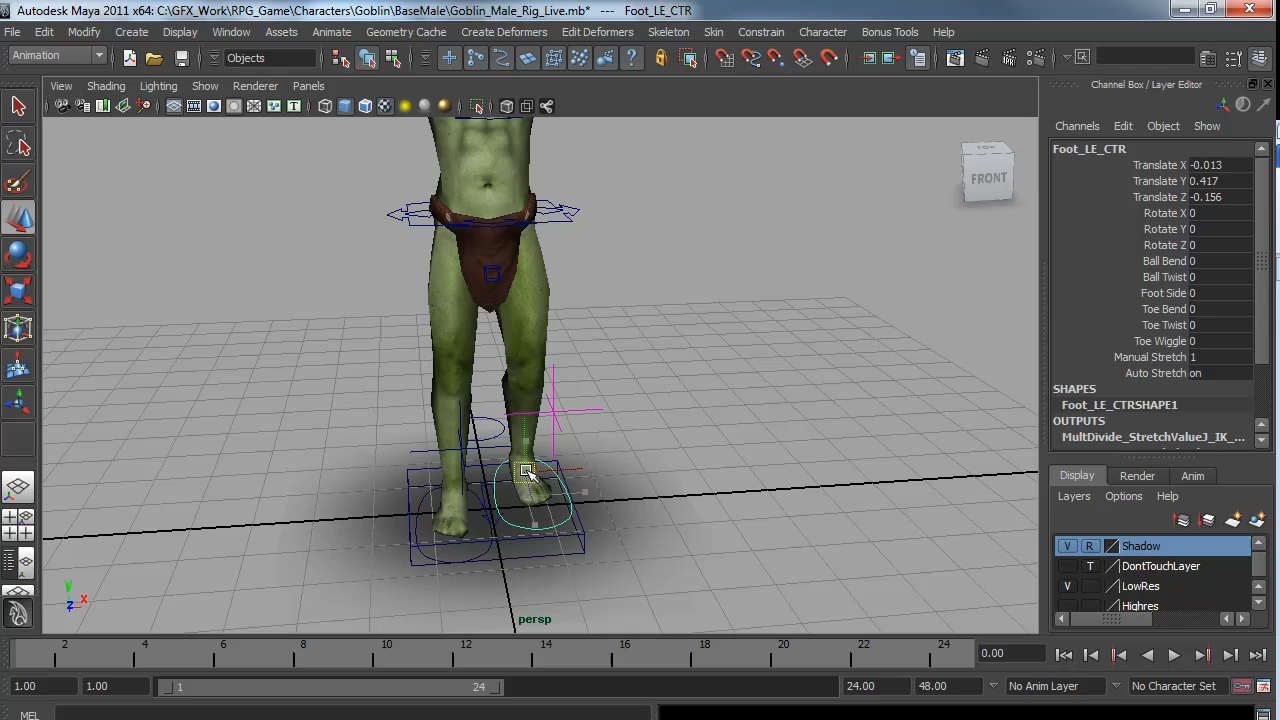 Autodesk Maya 2011 x64: C:\GFX_Work\RPG_Game\Characters\Goblin\BaseMale\Goblin_Male_Rig_Live.mb* --- Foot_LE_CTR
File Edit Modify Create Display Window Assets Animate Geometry Cache Create Deformers Edit Deformers Skeleton Skin Constrain Character Bonus Tools Help
Animation Objects
View Shading Lighting Show Renderer Panels
T
Channel Box / Layer Editor
Channels Edit Object Show
Foot_LE_CTR
Translate X -0.013
Translate Y 0.417
Translate Z -0.156
Rotate X 0
Rotate Y 0
Rotate Z 0
Ball Bend 0
Ball Twist 0
Foot Side 0
Toe Bend 0
Toe Twist 0
Toe Wiggle 0
Manual Stretch 1
Auto Stretch on
SHAPES
Foot_LE_CTRSHAPE1
OUTPUTS
MultDivide_StretchValueJ_IK_...
TOP
FRONT
Display Render Anim
Layers Options Help
V R Shadow
T DontTouchLayer
V LowRes
Highres
y
z x
persp
2 4 6 8 10 12 14 16 18 20 22 24
0.00
1.00 1.00 1 24 24.00 48.00 No Anim Layer No Character Set
MEL